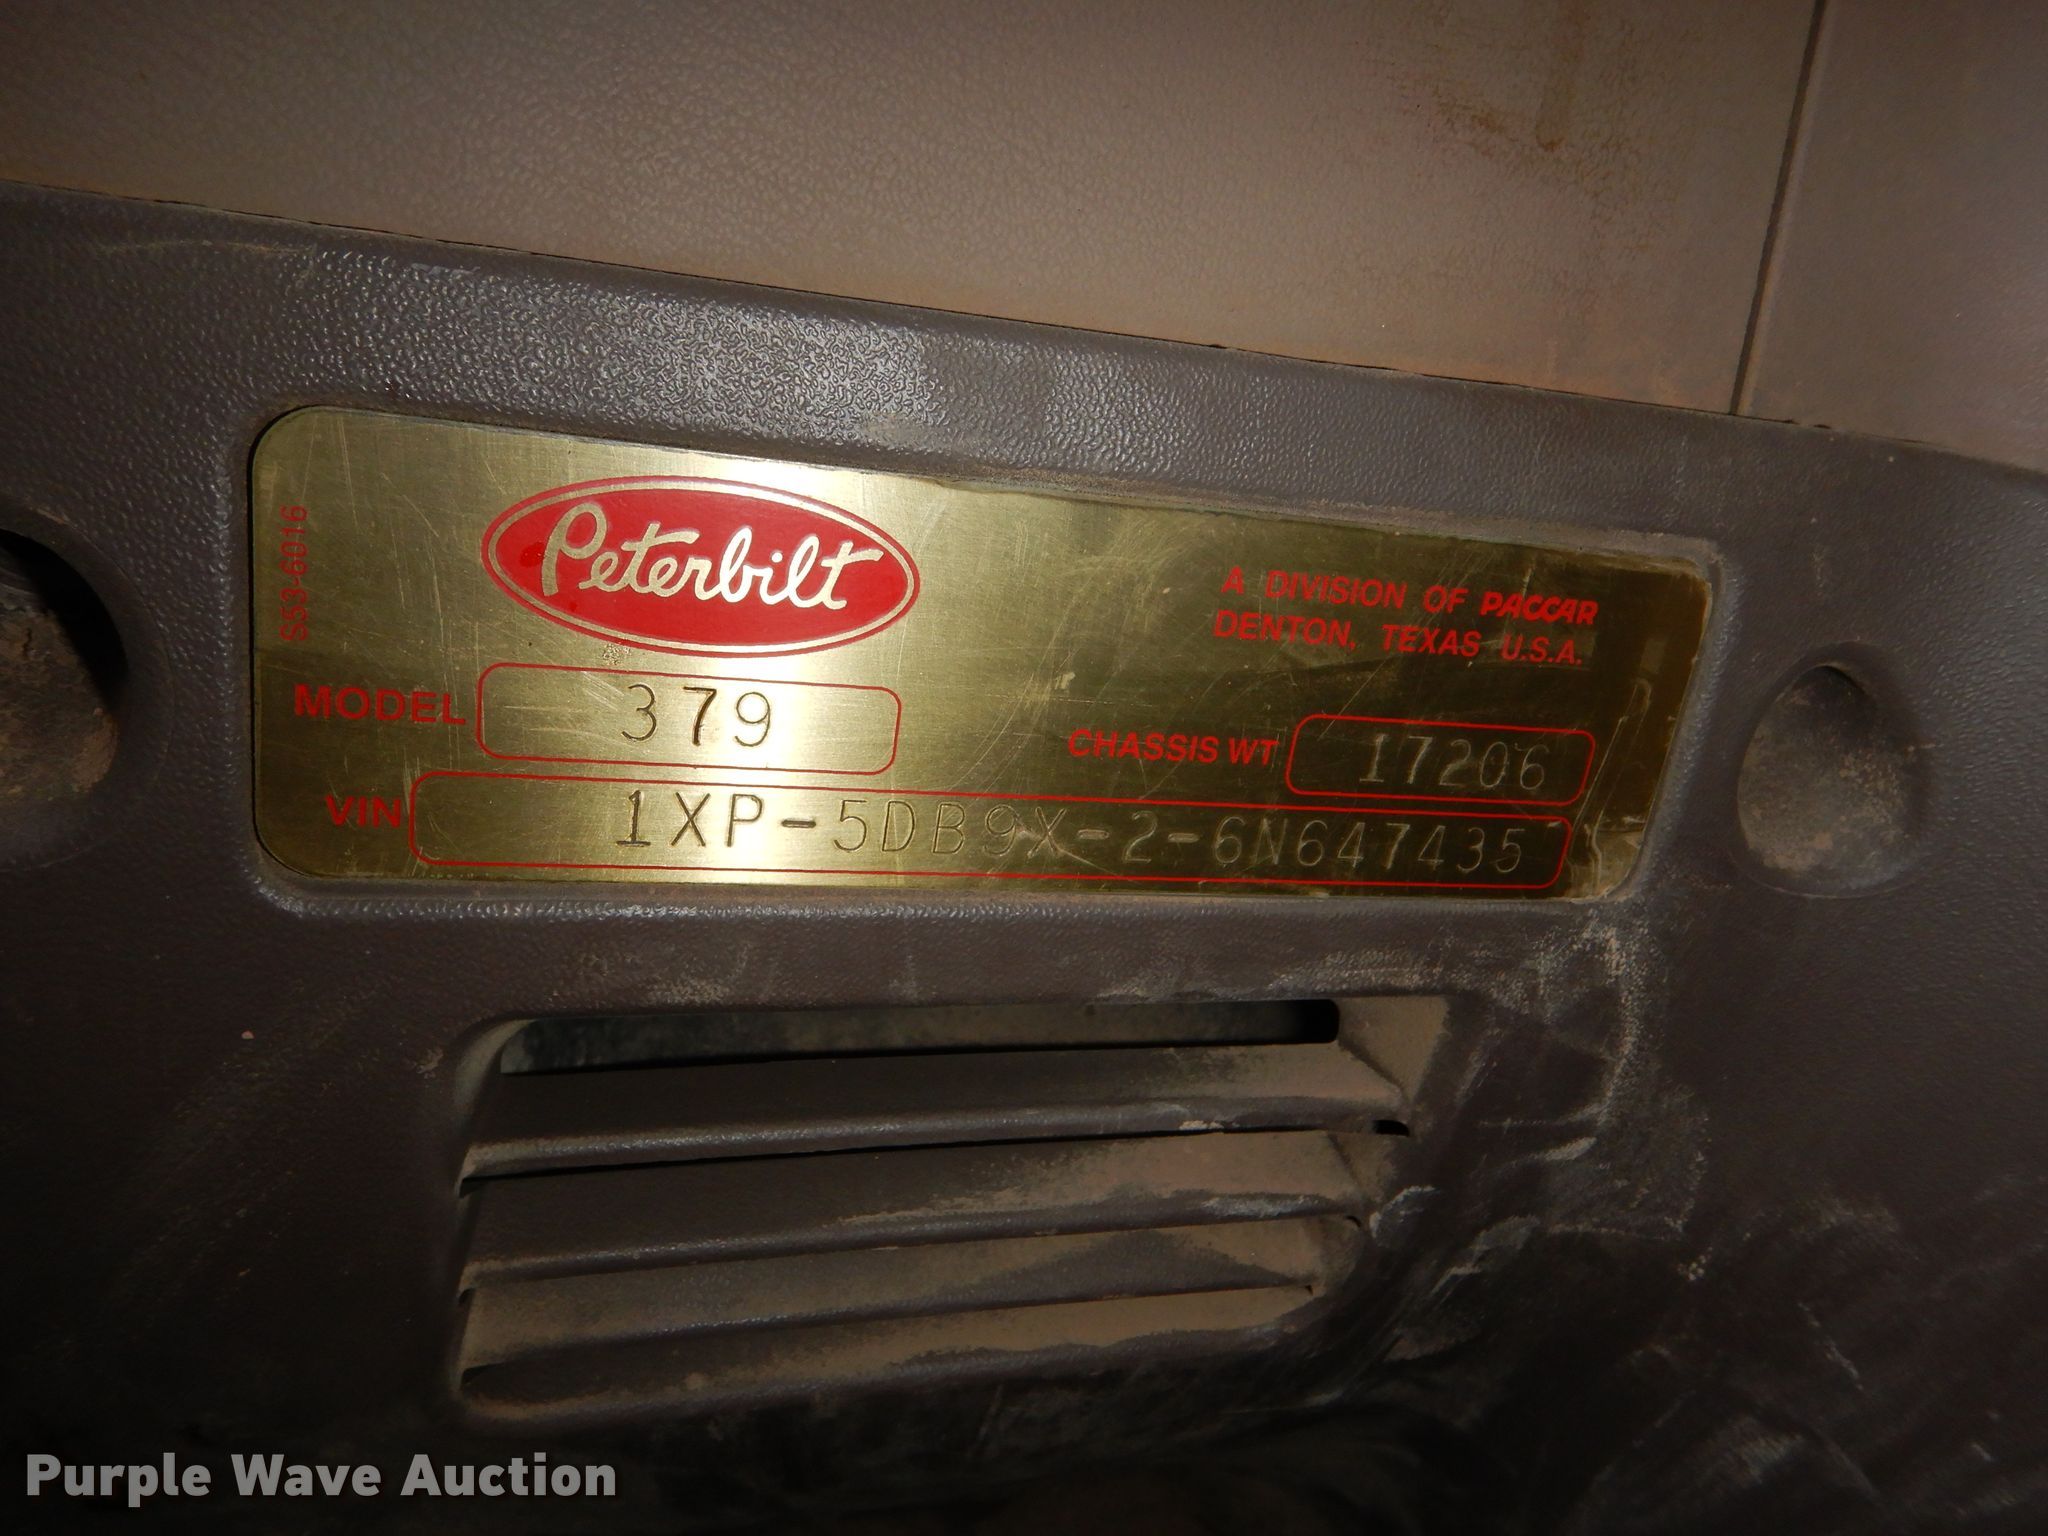 S53-6016
Peterbilt
A DIVISION OF PACCAR
DENTON, TEXAS U.S.A.
MODEL 379
CHASSIS WT 17206
VIN 1XP-5DB9X-2-6N647435
Purple Wave Auction